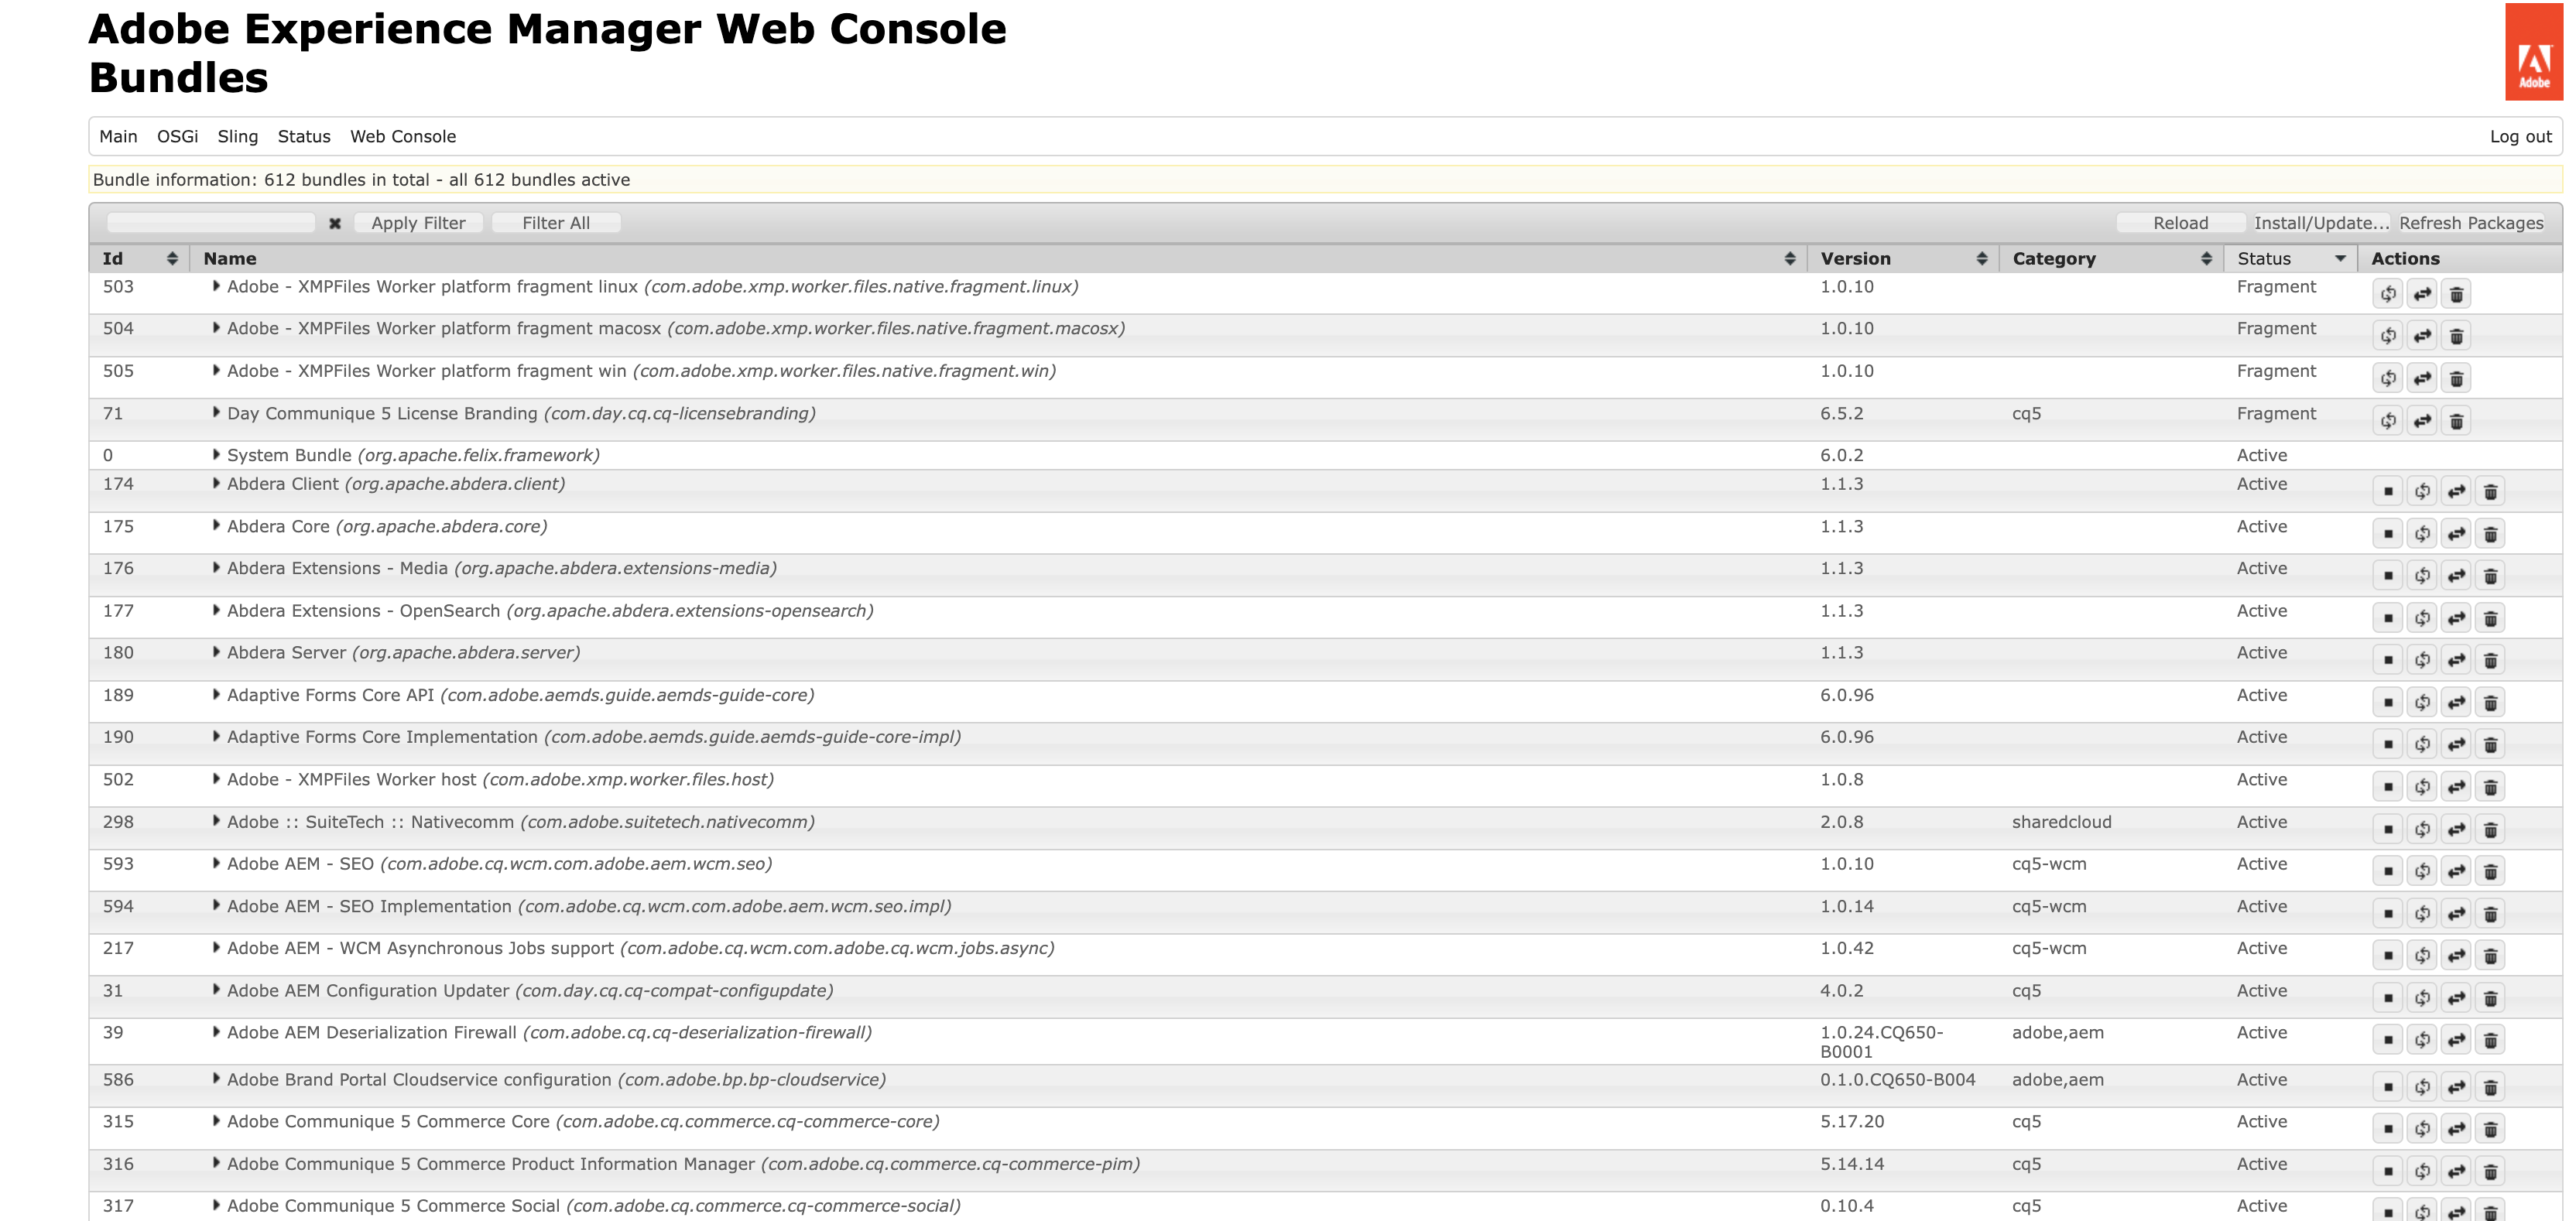 Adobe Experience Manager Web Console
Bundles
Adobe
Main OSGi Sling Status Web Console Log out
Bundle information: 612 bundles in total - all 612 bundles active
Apply Filter Filter All Reload Install/Update... Refresh Packages
Id Name Version Category Status Actions
503 Adobe - XMPFiles Worker platform fragment linux (com.adobe.xmp.worker.files.native.fragment.linux) 1.0.10 Fragment
504 Adobe - XMPFiles Worker platform fragment macosx (com.adobe.xmp.worker.files.native.fragment.macosx) 1.0.10 Fragment
505 Adobe - XMPFiles Worker platform fragment win (com.adobe.xmp.worker.files.native.fragment.win) 1.0.10 Fragment
71 Day Communique 5 License Branding (com.day.cq.cq-licensebranding) 6.5.2 cq5 Fragment
0 System Bundle (org.apache.felix.framework) 6.0.2 Active
174 Abdera Client (org.apache.abdera.client) 1.1.3 Active
175 Abdera Core (org.apache.abdera.core) 1.1.3 Active
176 Abdera Extensions - Media (org.apache.abdera.extensions-media) 1.1.3 Active
177 Abdera Extensions - OpenSearch (org.apache.abdera.extensions-opensearch) 1.1.3 Active
180 Abdera Server (org.apache.abdera.server) 1.1.3 Active
189 Adaptive Forms Core API (com.adobe.aemds.guide.aemds-guide-core) 6.0.96 Active
190 Adaptive Forms Core Implementation (com.adobe.aemds.guide.aemds-guide-core-impl) 6.0.96 Active
502 Adobe - XMPFiles Worker host (com.adobe.xmp.worker.files.host) 1.0.8 Active
298 Adobe :: SuiteTech :: Nativecomm (com.adobe.suitetech.nativecomm) 2.0.8 sharedcloud Active
593 Adobe AEM - SEO (com.adobe.cq.wcm.com.adobe.aem.wcm.seo) 1.0.10 cq5-wcm Active
594 Adobe AEM - SEO Implementation (com.adobe.cq.wcm.com.adobe.aem.wcm.seo.impl) 1.0.14 cq5-wcm Active
217 Adobe AEM - WCM Asynchronous Jobs support (com.adobe.cq.wcm.com.adobe.cq.wcm.jobs.async) 1.0.42 cq5-wcm Active
31 Adobe AEM Configuration Updater (com.day.cq.cq-compat-configupdate) 4.0.2 cq5 Active
39 Adobe AEM Deserialization Firewall (com.adobe.cq.cq-deserialization-firewall) 1.0.24.CQ650- adobe,aem Active
B0001
586 Adobe Brand Portal Cloudservice configuration (com.adobe.bp.bp-cloudservice) 0.1.0.CQ650-B004 adobe,aem Active
315 Adobe Communique 5 Commerce Core (com.adobe.cq.commerce.cq-commerce-core) 5.17.20 cq5 Active
316 Adobe Communique 5 Commerce Product Information Manager (com.adobe.cq.commerce.cq-commerce-pim) 5.14.14 cq5 Active
317 Adobe Communique 5 Commerce Social (com.adobe.cq.commerce.cq-commerce-social) 0.10.4 cq5 Active